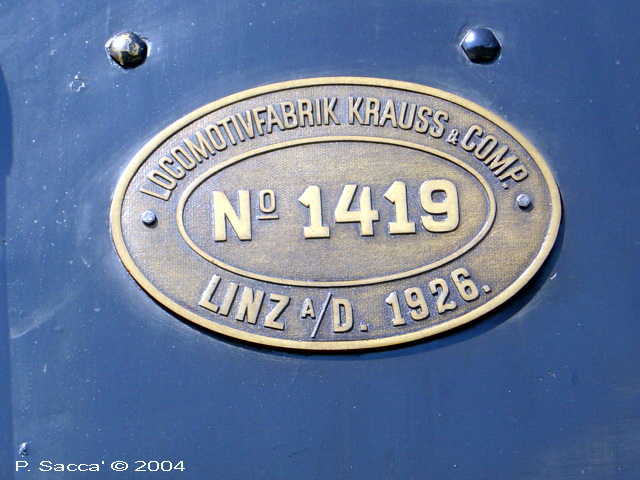 LOCOMOTIVFABRIK KRAUSS & COMP.
Nº 1419
LINZ A/D. 1926.
P. Sacca' © 2004